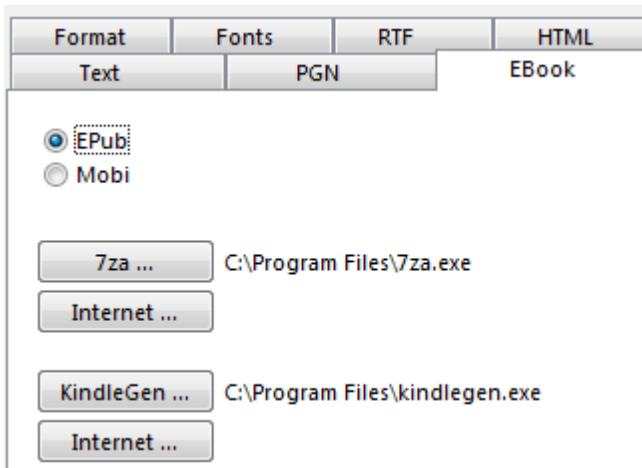 Format Fonts RTF HTML
Text PGN EBook
EPub
Mobi
7za ... C:\Program Files\7za.exe
Internet ...
KindleGen ... C:\Program Files\kindlegen.exe
Internet ...